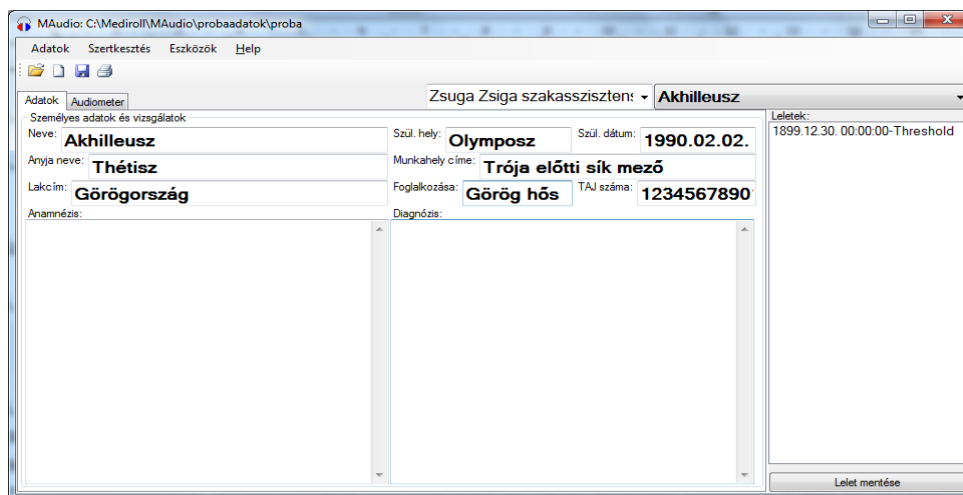 MAudio: C:\Mediroll\MAudio\probaadatok\proba
Adatok Szertkesztés Eszközök Help
Adatok Audiometer
Zsuga Zsiga szakasszisztens Akhilleusz
Személyes adatok és vizsgálatok
Leletek:
Neve: Akhilleusz Szül. hely: Olymposz Szül. dátum: 1990.02.02.
1899.12.30. 00:00:00-Threshold
Anyja neve: Thétisz Munkahely címe: Trója előtti sík mező
Lakcím: Görögország Foglalkozása: Görög hős TAJ száma: 1234567890
Anamnézis: Diagnózis:
Lelet mentése